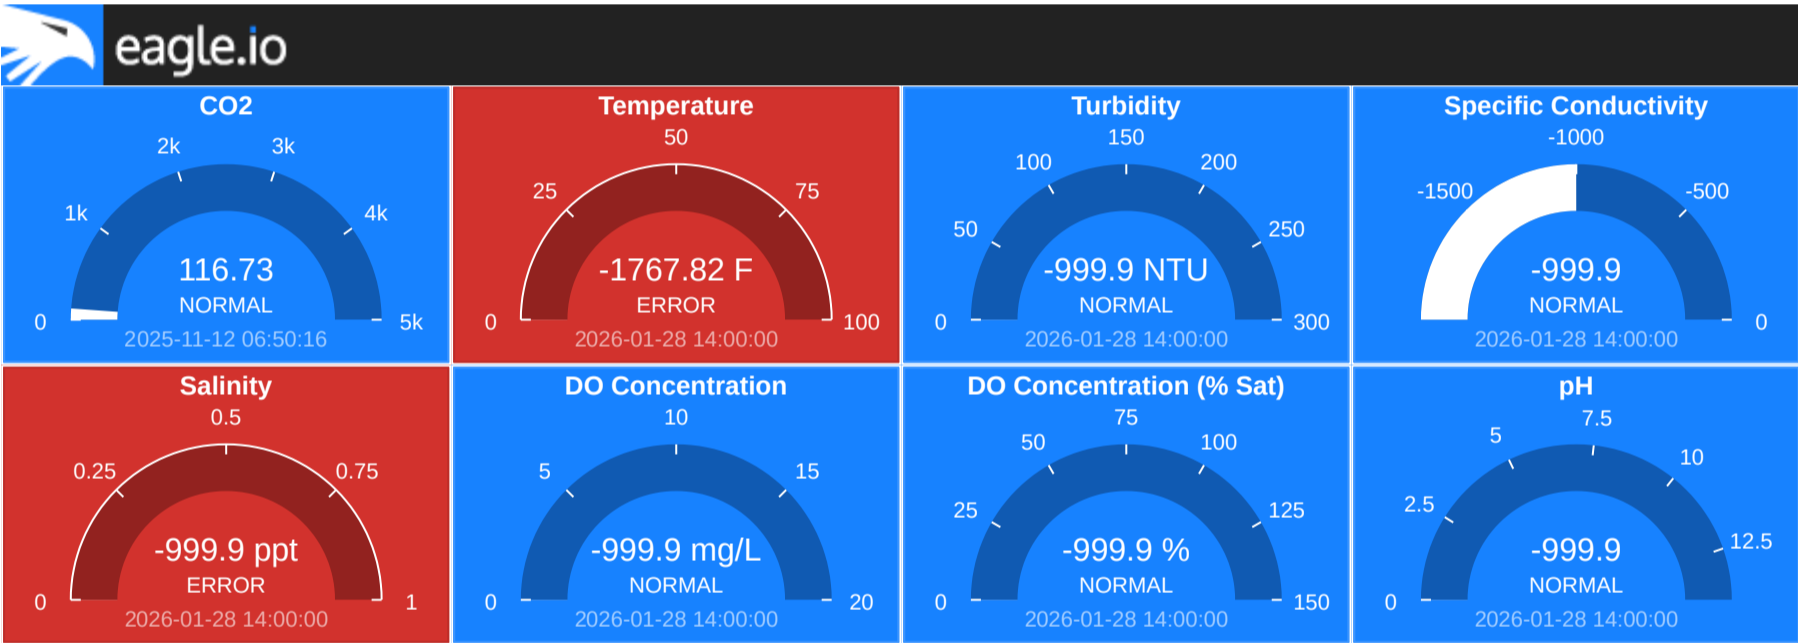 eagle.io
CO2
2k 3k
1k 4k
116.73
NORMAL
0 5k
2025-11-12 06:50:16
Temperature
50
25 75
-1767.82 F
ERROR
0 100
2026-01-28 14:00:00
Turbidity
150
100 200
50 250
-999.9 NTU
NORMAL
0 300
2026-01-28 14:00:00
Specific Conductivity
-1000
-1500 -500
-999.9
NORMAL
0
2026-01-28 14:00:00
Salinity
0.5
0.25 0.75
-999.9 ppt
ERROR
0 1
2026-01-28 14:00:00
DO Concentration
10
5 15
-999.9 mg/L
NORMAL
0 20
2026-01-28 14:00:00
DO Concentration (% Sat)
75
50 100
25 125
-999.9 %
NORMAL
0 150
2026-01-28 14:00:00
pH
7.5
5 10
2.5 12.5
-999.9
NORMAL
0
2026-01-28 14:00:00